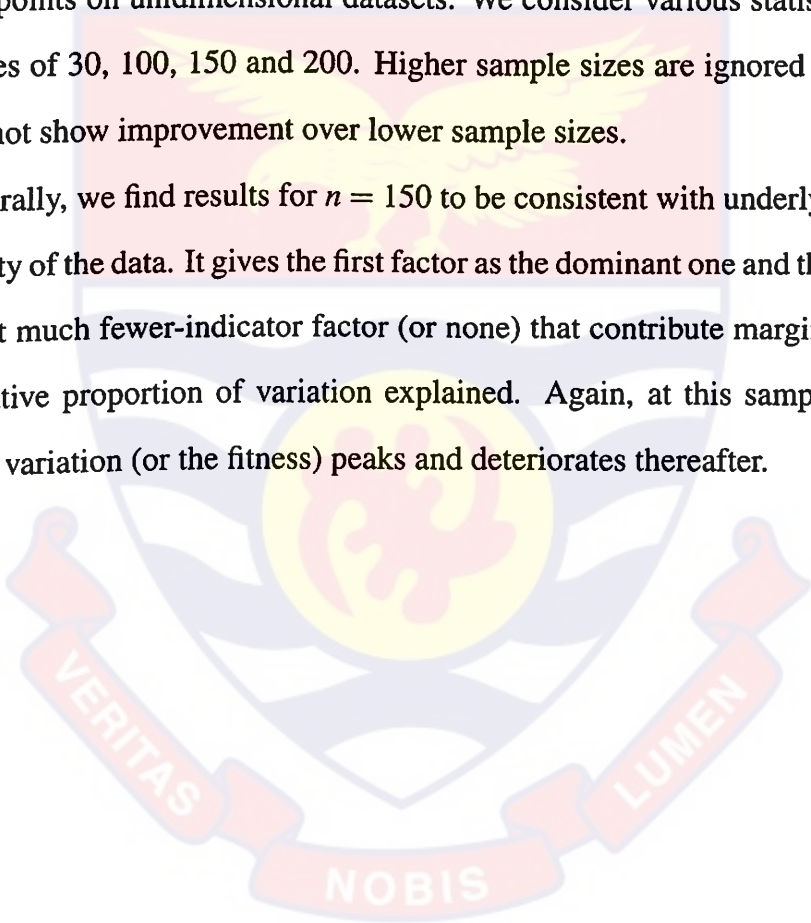 points on unidimensional datasets. We consider various statis
es of 30, 100, 150 and 200. Higher sample sizes are ignored
not show improvement over lower sample sizes.
rally, we find results for n = 150 to be consistent with underly
ty of the data. It gives the first factor as the dominant one and th
t much fewer-indicator factor (or none) that contribute margi
tive proportion of variation explained. Again, at this samp
variation (or the fitness) peaks and deteriorates thereafter.
VERITAS
NOBIS
LUMEN